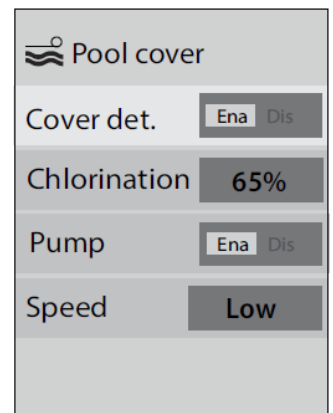 Pool cover
Cover det. Ena Dis
Chlorination 65%
Pump Ena Dis
Speed Low